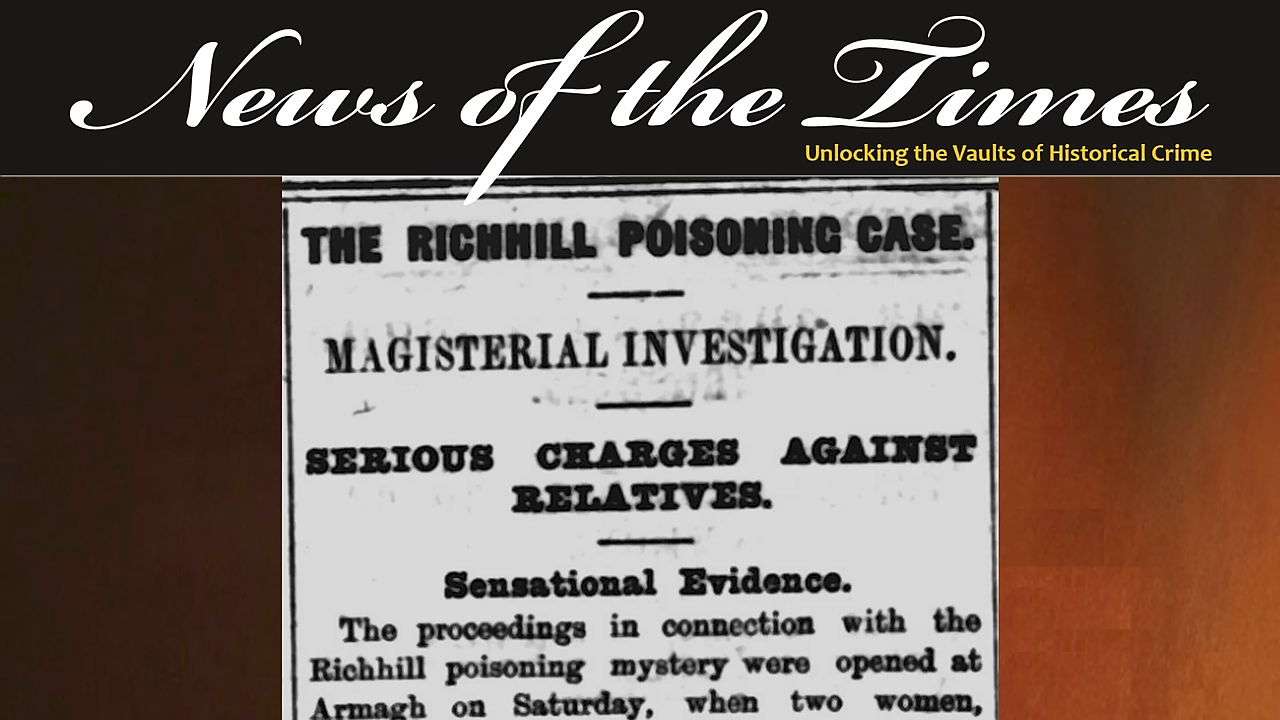 News of the Times
Unlocking the Vaults of Historical Crime
THE RICHHILL POISONING CASE.
MAGISTERIAL INVESTIGATION.
SERIOUS CHARGES AGAINST
RELATIVES.
Sensational Evidence.
The proceedings in connection with the
Richhill poisoning mystery were opened at
Armagh on Saturday, when two women,